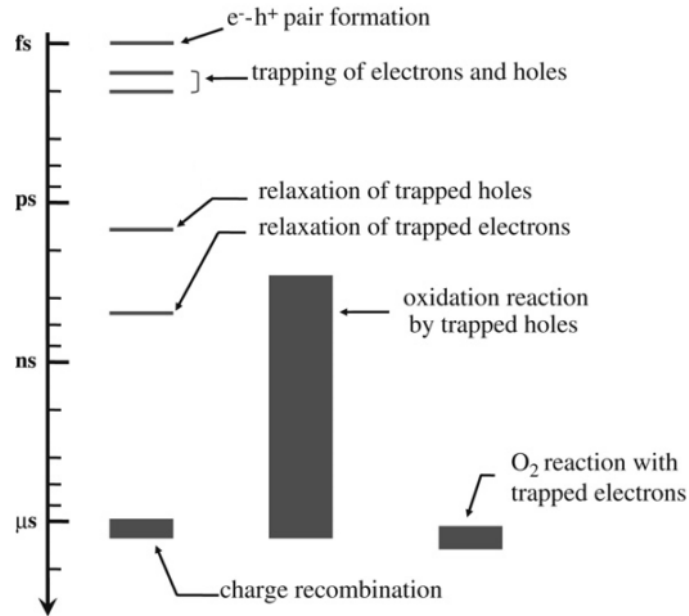 e⁻-h⁺ pair formation
fs
trapping of electrons and holes
ps
relaxation of trapped holes
relaxation of trapped electrons
oxidation reaction
by trapped holes
ns
O₂ reaction with
trapped electrons
μs
charge recombination